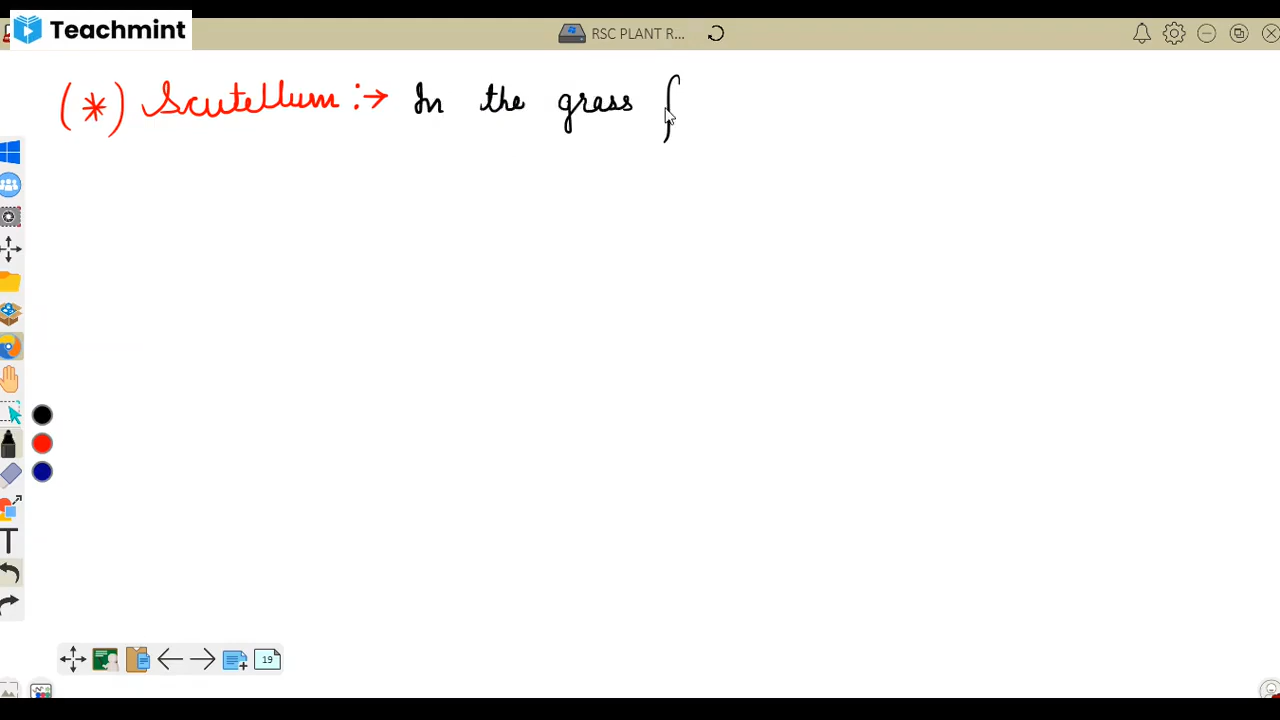 Teachmint
RSC PLANT R...
(*) Scutellum :→ In the grass f
19